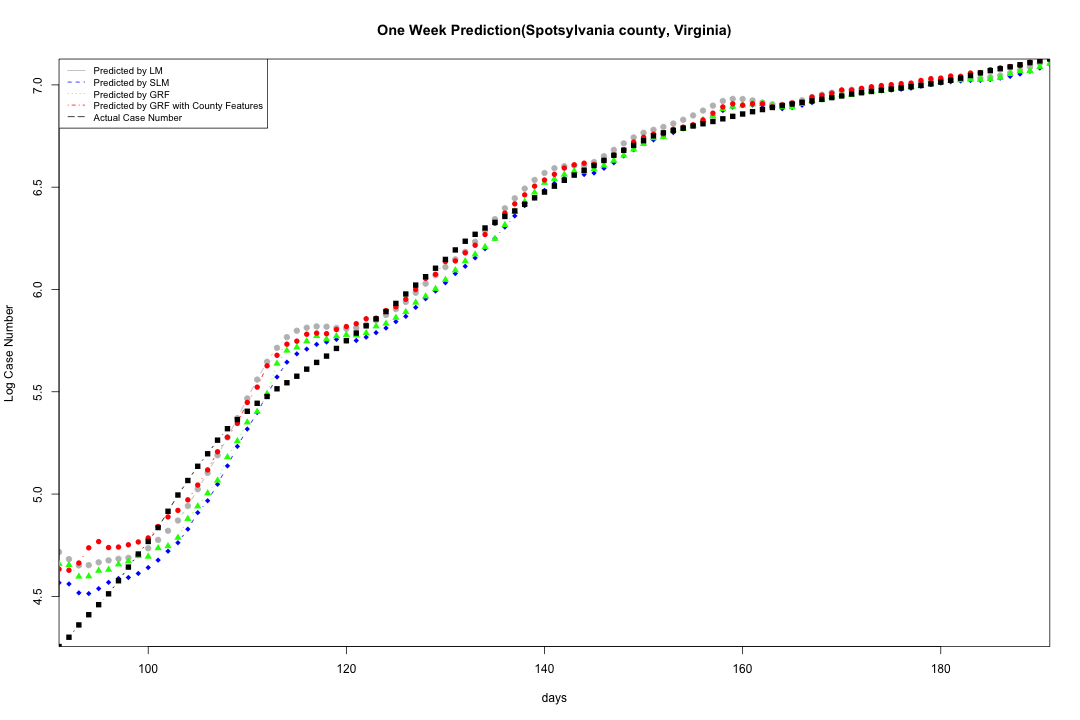 One Week Prediction(Spotsylvania county, Virginia)
Predicted by LM
Predicted by SLM
Predicted by GRF
Predicted by GRF with County Features
Actual Case Number
Log Case Number
7.0
6.5
6.0
5.5
5.0
4.5
100 120 140 160 180
days